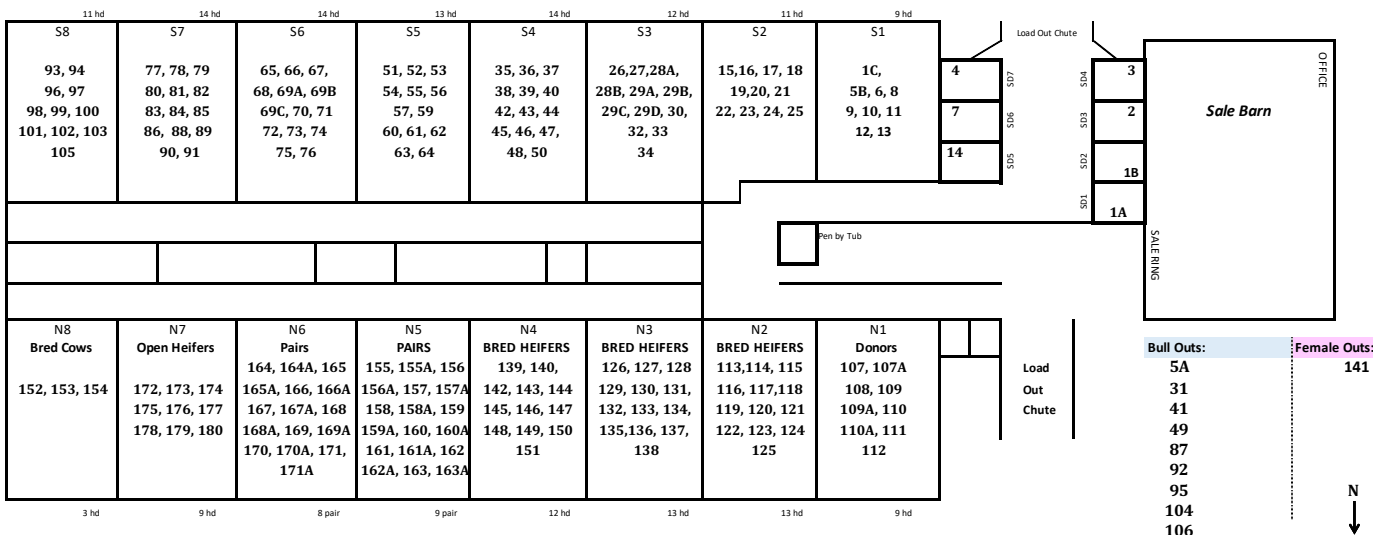 11 hd
14 hd
14 hd
13 hd
14 hd
12 hd
11 hd
9 hd
S8
93, 94
96, 97
98, 99, 100
101, 102, 103
105
S7
77, 78, 79
80, 81, 82
83, 84, 85
86, 88, 89
90, 91
S6
65, 66, 67,
68, 69A, 69B
69C, 70, 71
72, 73, 74
75, 76
S5
51, 52, 53
54, 55, 56
57, 59
60, 61, 62
63, 64
S4
35, 36, 37
38, 39, 40
42, 43, 44
45, 46, 47,
48, 50
S3
26,27,28A,
28B, 29A, 29B,
29C, 29D, 30,
32, 33
34
S2
15,16, 17, 18
19,20, 21
22, 23, 24, 25
S1
1C,
5B, 6, 8
9, 10, 11
12, 13
Load Out Chute
4
SD7
7
SD6
14
SD5
SD4
3
SD3
2
SD2
1B
SD1
1A
OFFICE
Sale Barn
SALE RING
Pen by Tub
N8
Bred Cows
152, 153, 154
N7
Open Heifers
172, 173, 174
175, 176, 177
178, 179, 180
N6
Pairs
164, 164A, 165
165A, 166, 166A
167, 167A, 168
168A, 169, 169A
170, 170A, 171,
171A
N5
PAIRS
155, 155A, 156
156A, 157, 157A
158, 158A, 159
159A, 160, 160A
161, 161A, 162
162A, 163, 163A
N4
BRED HEIFERS
139, 140,
142, 143, 144
145, 146, 147
148, 149, 150
151
N3
BRED HEIFERS
126, 127, 128
129, 130, 131,
132, 133, 134,
135,136, 137,
138
N2
BRED HEIFERS
113,114, 115
116, 117,118
119, 120, 121
122, 123, 124
125
N1
Donors
107, 107A
108, 109
109A, 110
110A, 111
112
Load
Out
Chute
3 hd
9 hd
8 pair
9 pair
12 hd
13 hd
13 hd
9 hd
Bull Outs:
5A
31
41
49
87
92
95
104
106
Female Outs:
141
N